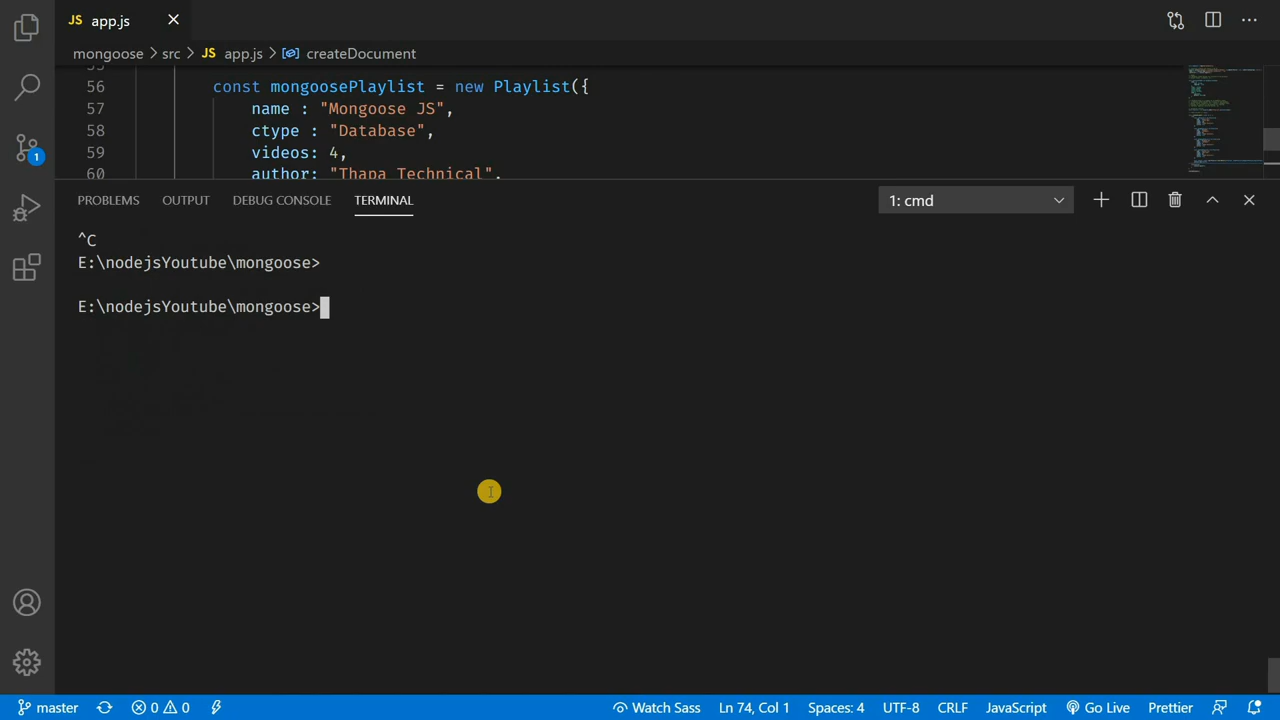 JS app.js
mongoose > src > JS app.js > createDocument
56 const mongoosePlaylist = new Playlist({
57 name : "Mongoose JS",
58 ctype : "Database",
59 videos: 4,
60 author: "Thapa Technical",
PROBLEMS OUTPUT DEBUG CONSOLE TERMINAL 1: cmd
^C
E:\nodejsYoutube\mongoose>
E:\nodejsYoutube\mongoose>
1
master 0 0 Watch Sass Ln 74, Col 1 Spaces: 4 UTF-8 CRLF JavaScript Go Live Prettier